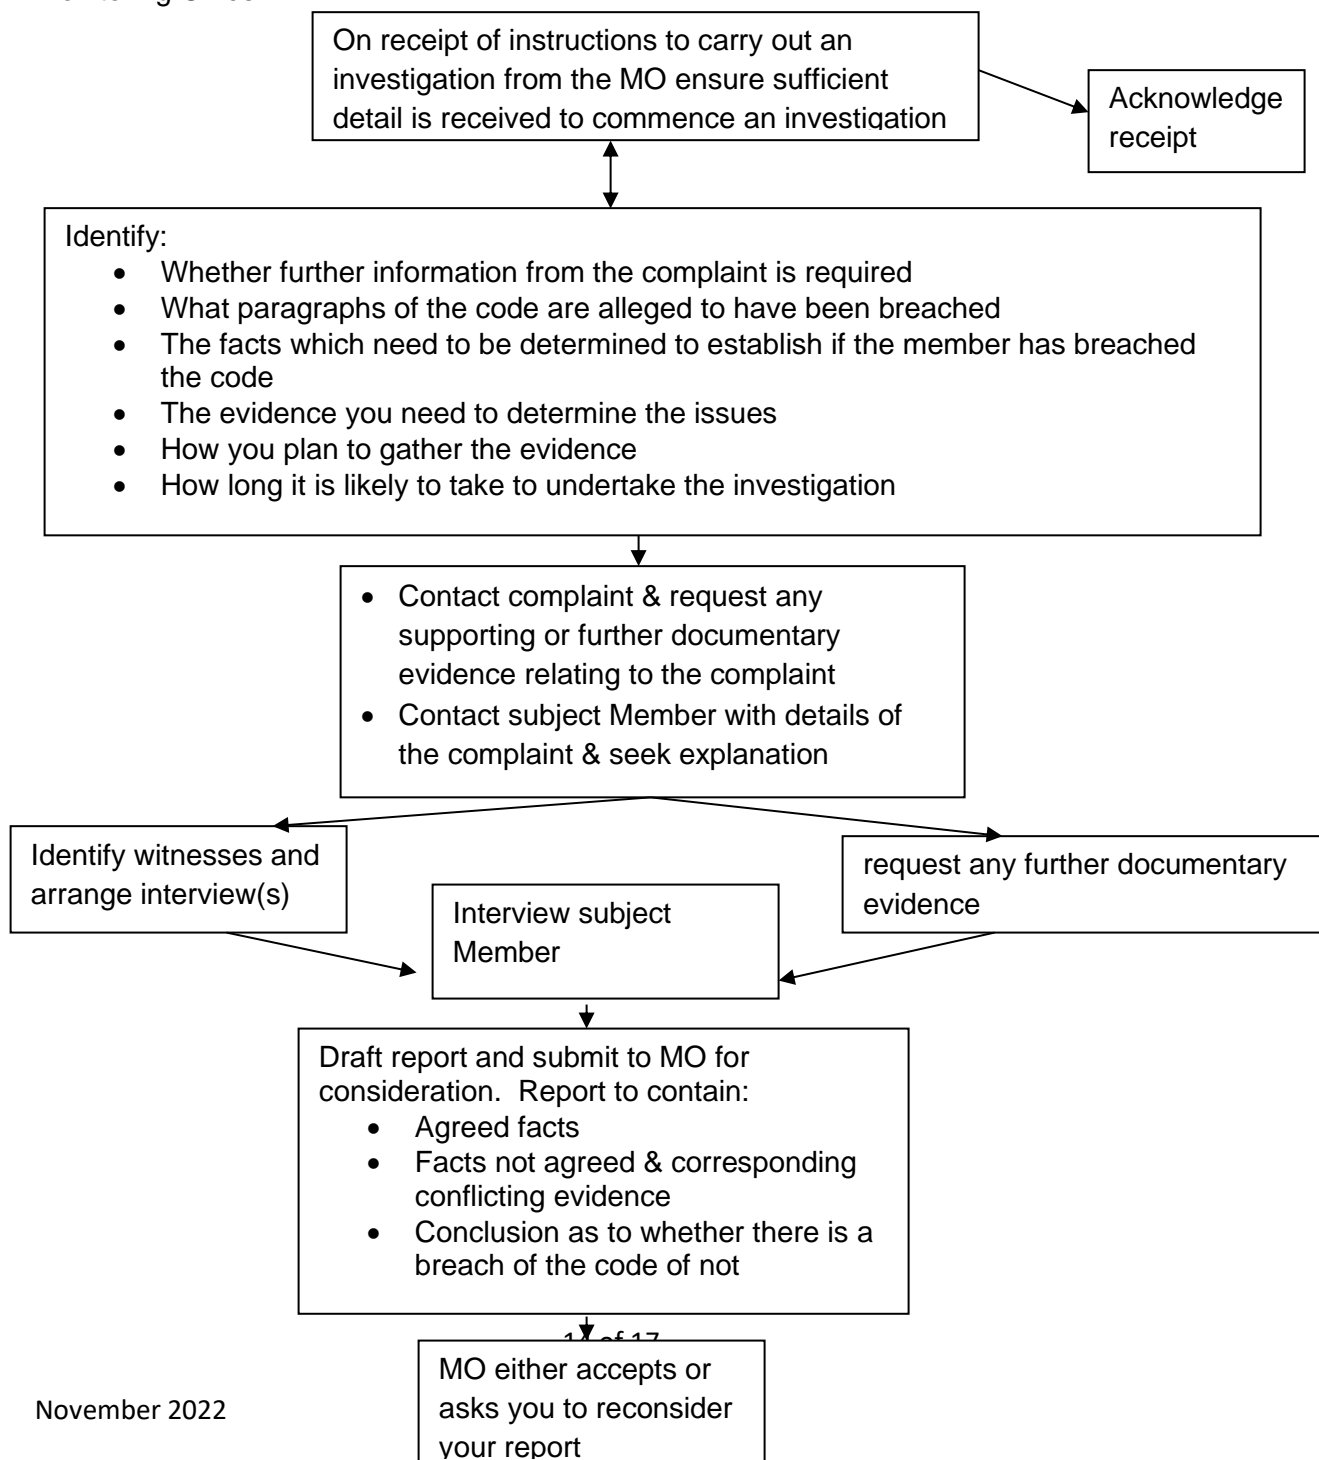 On receipt of instructions to carry out an
investigation from the MO ensure sufficient
detail is received to commence an investigation
Acknowledge
receipt
Identify:
• Whether further information from the complaint is required
• What paragraphs of the code are alleged to have been breached
• The facts which need to be determined to establish if the member has breached
the code
• The evidence you need to determine the issues
• How you plan to gather the evidence
• How long it is likely to take to undertake the investigation
• Contact complaint & request any
supporting or further documentary
evidence relating to the complaint
• Contact subject Member with details of
the complaint & seek explanation
Identify witnesses and
arrange interview(s)
request any further documentary
evidence
Interview subject
Member
Draft report and submit to MO for
consideration. Report to contain:
• Agreed facts
• Facts not agreed & corresponding
conflicting evidence
• Conclusion as to whether there is a
breach of the code of not
of 17
MO either accepts or
asks you to reconsider
your report
November 2022